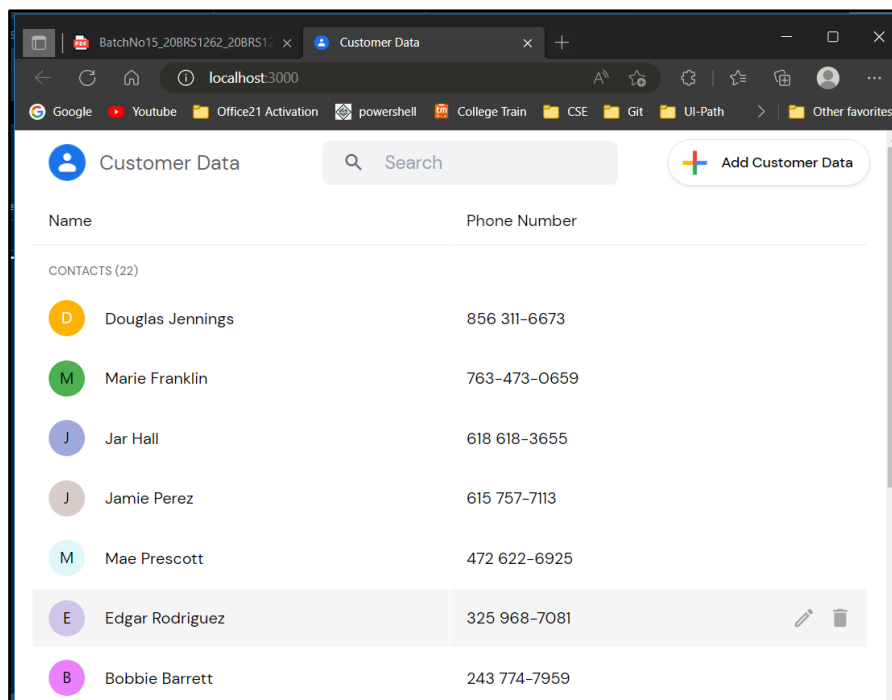 BatchNo15_20BRS1262_20BRS12
Customer Data
localhost:3000
Google Youtube Office21 Activation powershell College Train CSE Git UI-Path Other favorites
Customer Data Search Add Customer Data
Name Phone Number
CONTACTS (22)
D Douglas Jennings 856 311-6673
M Marie Franklin 763-473-0659
J Jar Hall 618 618-3655
J Jamie Perez 615 757-7113
M Mae Prescott 472 622-6925
E Edgar Rodriguez 325 968-7081
B Bobbie Barrett 243 774-7959